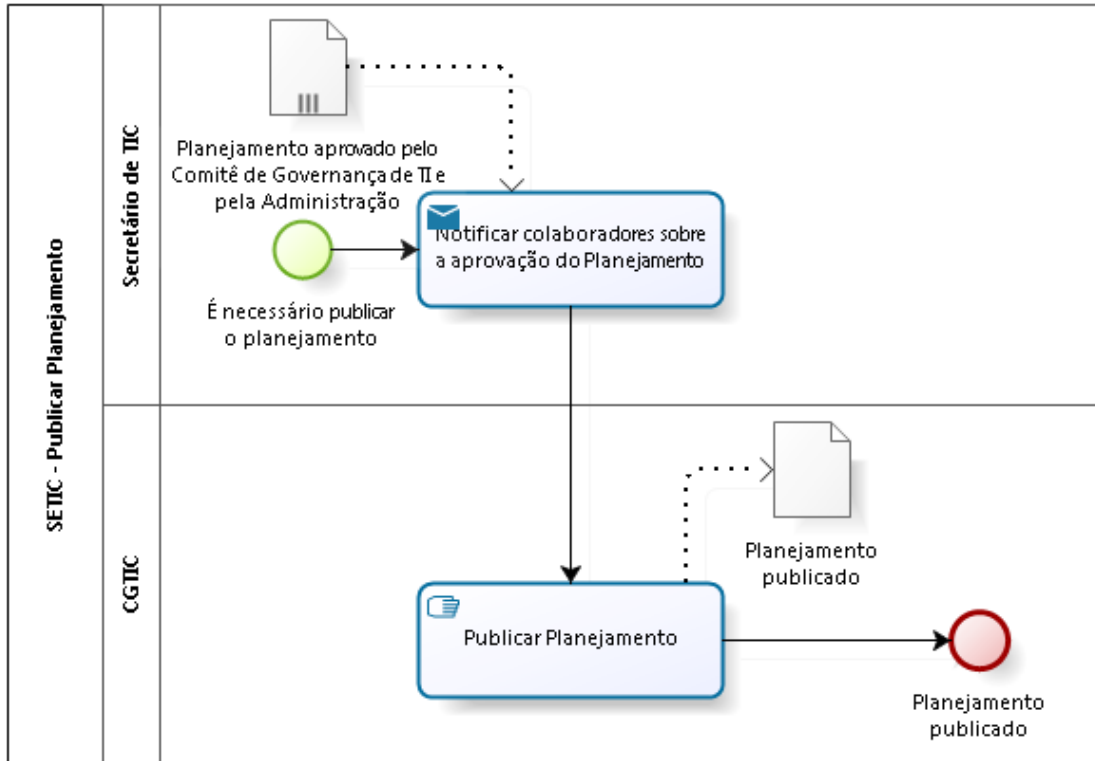 SETIC - Publicar Planejamento
Secretário de TIC
Planejamento aprovado pelo
Comitê de Governança de TI e
pela Administração
Notificar colaboradores sobre
a aprovação do Planejamento
É necessário publicar
o planejamento
CGTIC
Planejamento
publicado
Publicar Planejamento
Planejamento
publicado